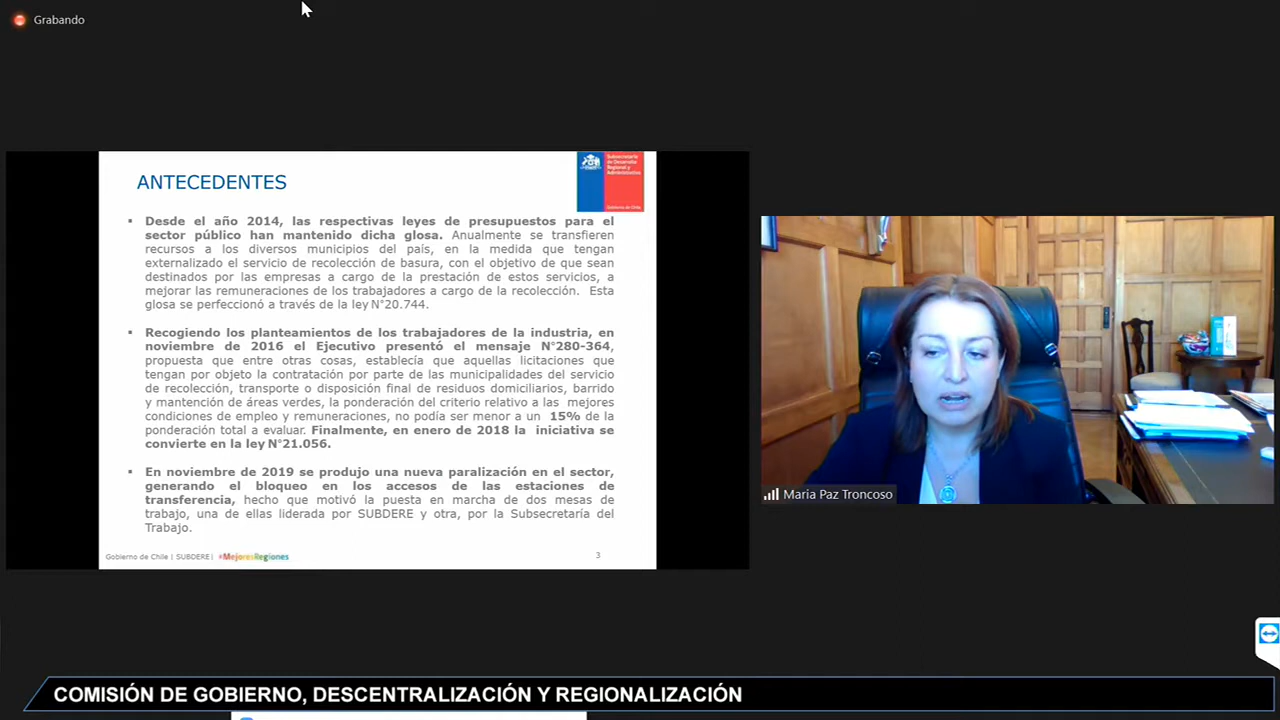 Grabando
ANTECEDENTES
Subsecretaría
de Desarrollo
Regional y
Administrativo
Gobierno de Chile
▪ Desde el año 2014, las respectivas leyes de presupuestos para el
sector público han mantenido dicha glosa. Anualmente se transfieren
recursos a los diversos municipios del país, en la medida que tengan
externalizado el servicio de recolección de basura, con el objetivo de que sean
destinados por las empresas a cargo de la prestación de estos servicios, a
mejorar las remuneraciones de los trabajadores a cargo de la recolección. Esta
glosa se perfeccionó a través de la ley N°20.744.
▪ Recogiendo los planteamientos de los trabajadores de la industria, en
noviembre de 2016 el Ejecutivo presentó el mensaje N°280-364,
propuesta que entre otras cosas, establecía que aquellas licitaciones que
tengan por objeto la contratación por parte de las municipalidades del servicio
de recolección, transporte o disposición final de residuos domiciliarios, barrido
y mantención de áreas verdes, la ponderación del criterio relativo a las mejores
condiciones de empleo y remuneraciones, no podía ser menor a un 15% de la
ponderación total a evaluar. Finalmente, en enero de 2018 la iniciativa se
convierte en la ley N°21.056.
▪ En noviembre de 2019 se produjo una nueva paralización en el sector,
generando el bloqueo en los accesos de las estaciones de
transferencia, hecho que motivó la puesta en marcha de dos mesas de
trabajo, una de ellas liderada por SUBDERE y otra, por la Subsecretaría del
Trabajo.
Gobierno de Chile | SUBDERE| #MejoresRegiones
3
Maria Paz Troncoso
COMISIÓN DE GOBIERNO, DESCENTRALIZACIÓN Y REGIONALIZACIÓN